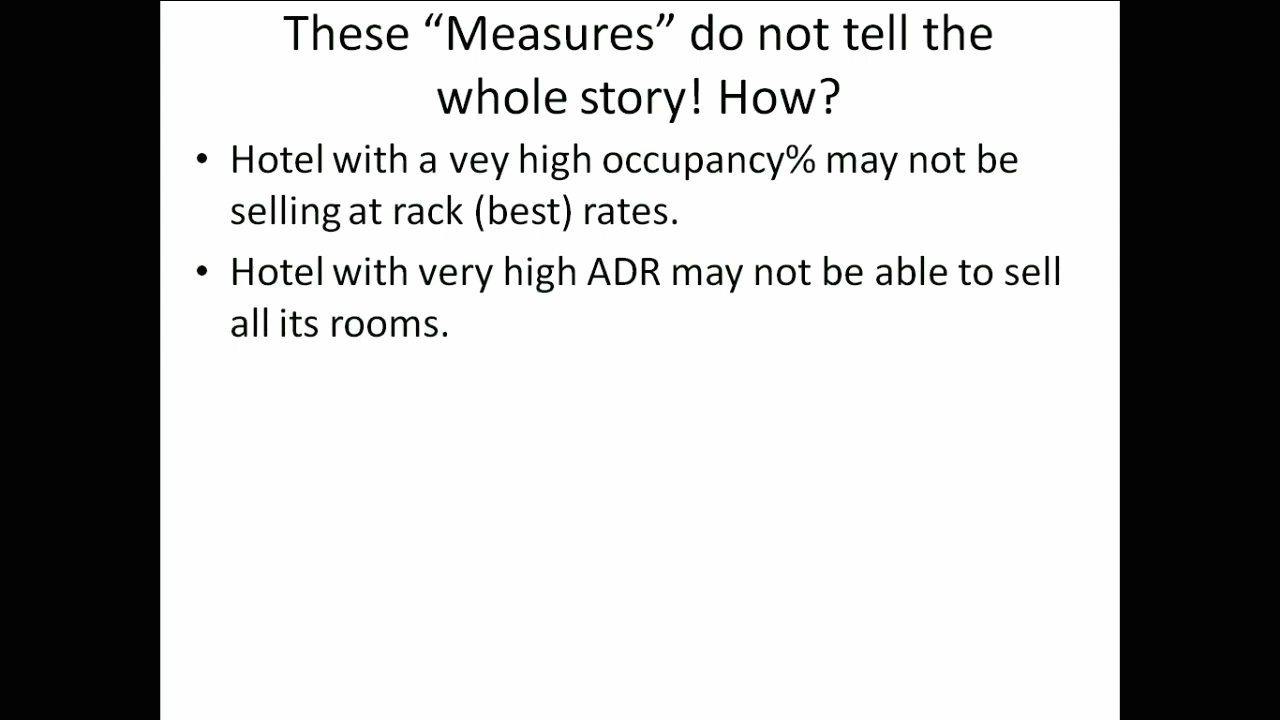 These “Measures” do not tell the
whole story! How?
• Hotel with a vey high occupancy% may not be
selling at rack (best) rates.
• Hotel with very high ADR may not be able to sell
all its rooms.